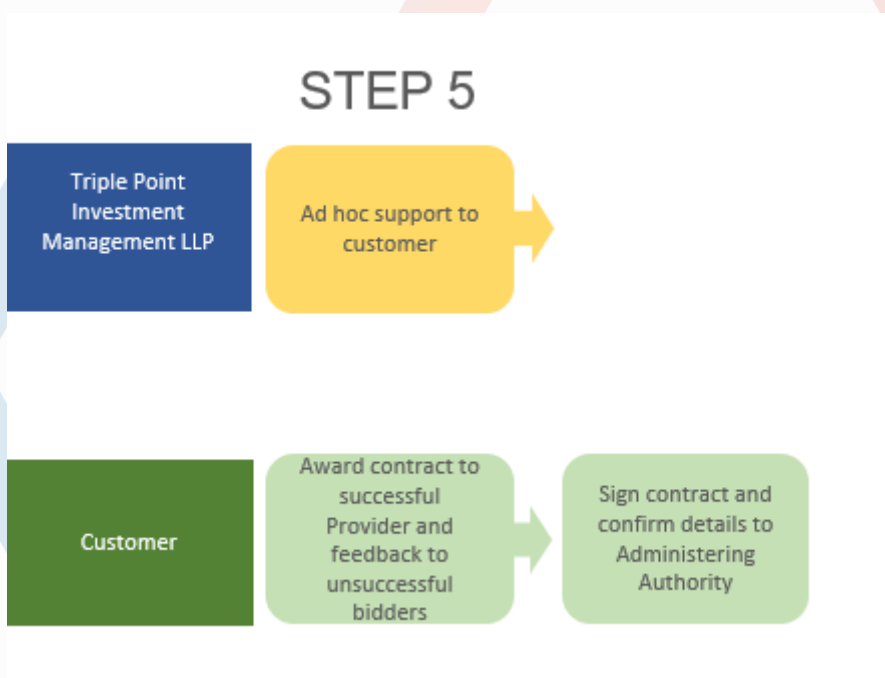 STEP 5
Triple Point
Investment
Management LLP
Ad hoc support to
customer
Customer
Award contract to
successful
Provider and
feedback to
unsuccessful
bidders
Sign contract and
confirm details to
Administering
Authority